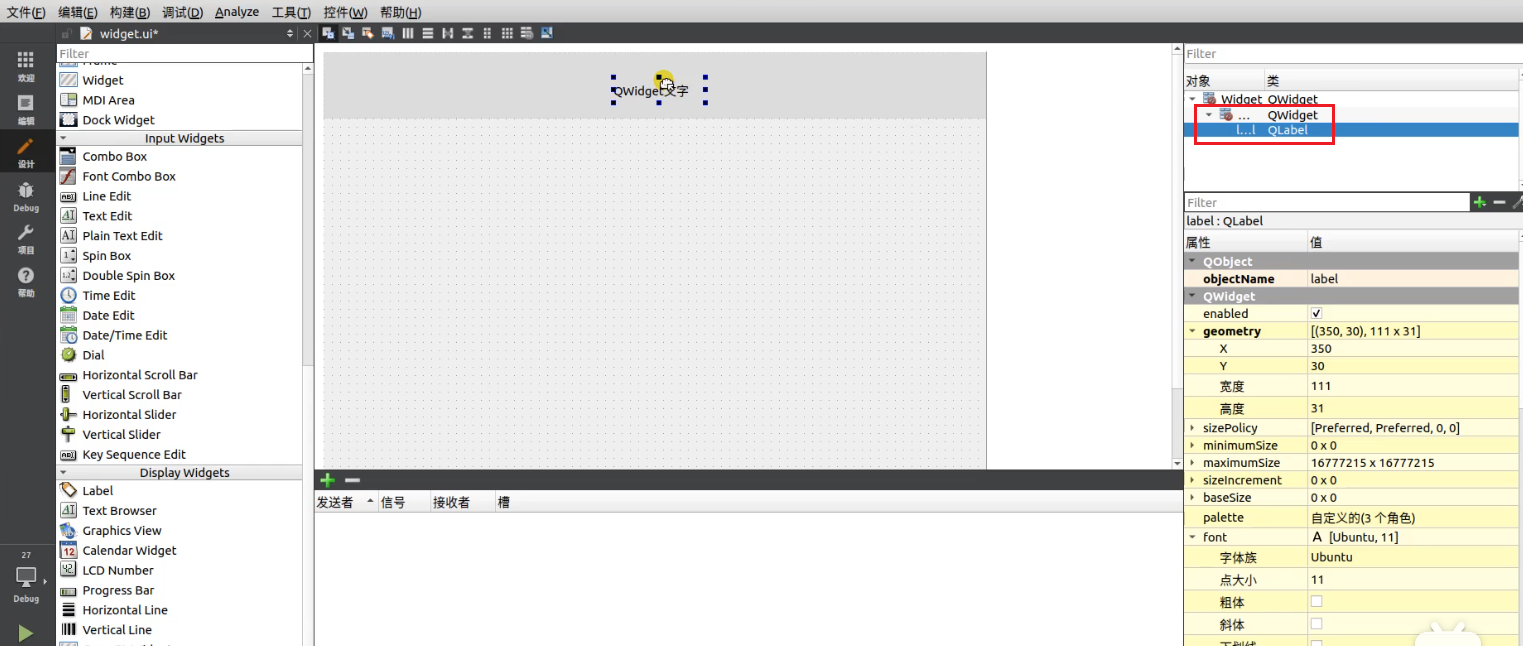 文件(F) 编辑(E) 构建(B) 调试(D) Analyze 工具(T) 控件(W) 帮助(H)
widget.ui*
欢迎
编辑
设计
Debug
项目
帮助
27
Debug
Filter
Widget
MDI Area
Dock Widget
Input Widgets
Combo Box
Font Combo Box
Line Edit
Text Edit
Plain Text Edit
Spin Box
Double Spin Box
Time Edit
Date Edit
Date/Time Edit
Dial
Horizontal Scroll Bar
Vertical Scroll Bar
Horizontal Slider
Vertical Slider
Key Sequence Edit
Display Widgets
Label
Text Browser
Graphics View
Calendar Widget
LCD Number
Progress Bar
Horizontal Line
Vertical Line
QWidget文字
发送者 信号 接收者 槽
Filter
对象 类
Widget QWidget
... QWidget
l...l QLabel
Filter
label : QLabel
属性 值
QObject
objectName label
QWidget
enabled
geometry [(350, 30), 111 x 31]
X 350
Y 30
宽度 111
高度 31
sizePolicy [Preferred, Preferred, 0, 0]
minimumSize 0 x 0
maximumSize 16777215 x 16777215
sizeIncrement 0 x 0
baseSize 0 x 0
palette 自定义的(3 个角色)
font A [Ubuntu, 11]
字体族 Ubuntu
点大小 11
粗体
斜体